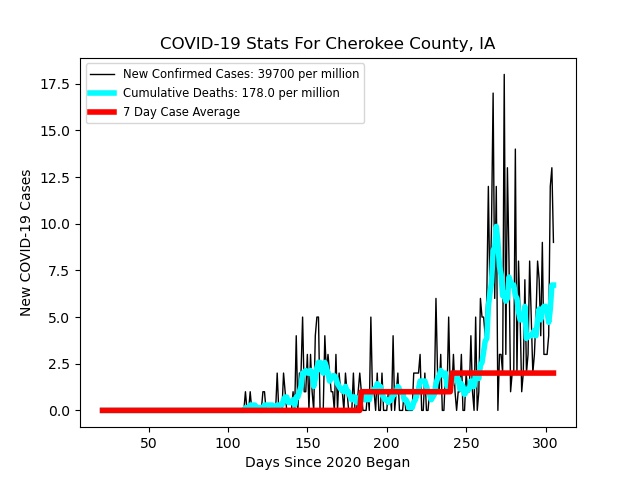 COVID-19 Stats For Cherokee County, IA
New Confirmed Cases: 39700 per million
Cumulative Deaths: 178.0 per million
7 Day Case Average
17.5
15.0
12.5
10.0
7.5
5.0
2.5
0.0
New COVID-19 Cases
50 100 150 200 250 300
Days Since 2020 Began